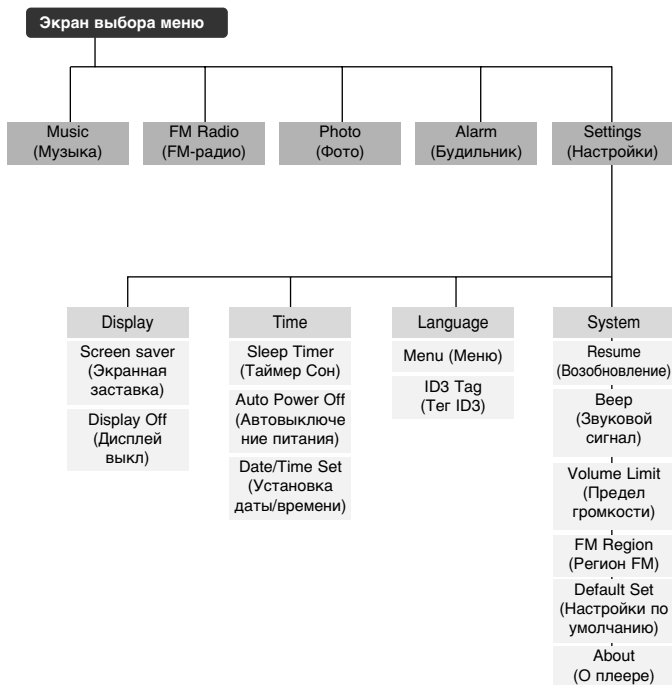 Экран выбора меню
Music
(Музыка)
FM Radio
(FM-радио)
Photo
(Фото)
Alarm
(Будильник)
Settings
(Настройки)
Display
Screen saver
(Экранная
заставка)
Display Off
(Дисплей
выкл)
Time
Sleep Timer
(Таймер Сон)
Auto Power Off
(Автовыключе
ние питания)
Date/Time Set
(Установка
даты/времени)
Language
Menu (Меню)
ID3 Tag
(Тег ID3)
System
Resume
(Возобновление)
Beep
(Звуковой
сигнал)
Volume Limit
(Предел
громкости)
FM Region
(Регион FM)
Default Set
(Настройки по
умолчанию)
About
(О плеере)